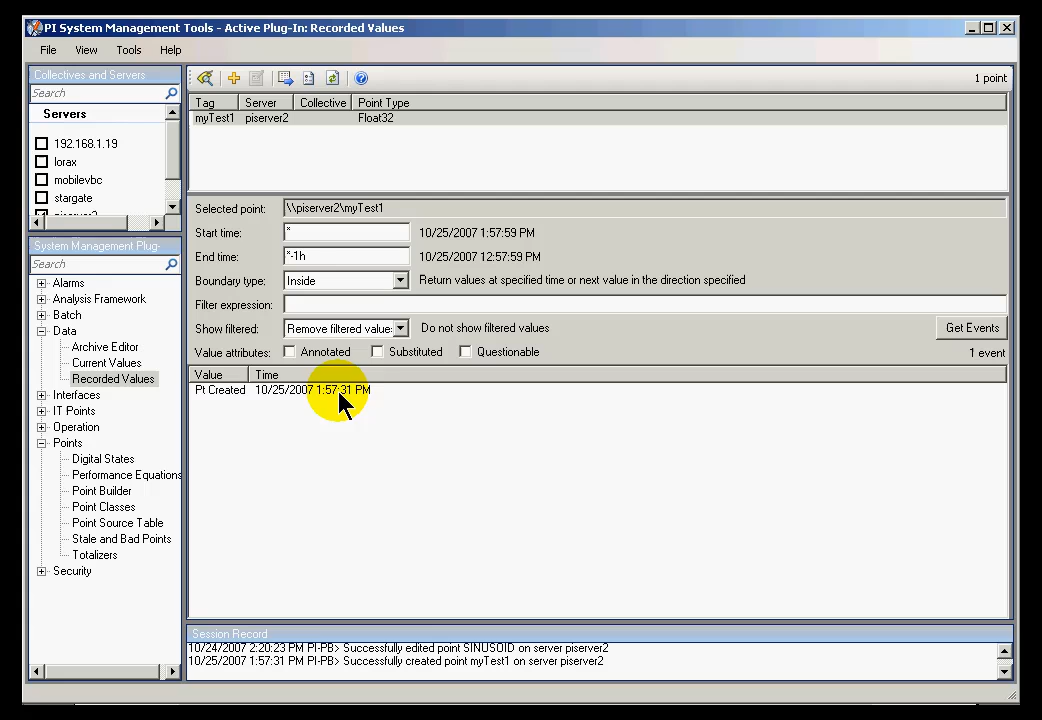 PI System Management Tools - Active Plug-In: Recorded Values
File View Tools Help
Collectives and Servers
Search
Servers
192.168.1.19
lorax
mobilevbc
stargate
piserver2
System Management Plug-
Search
Alarms
Analysis Framework
Batch
Data
Archive Editor
Current Values
Recorded Values
Interfaces
IT Points
Operation
Points
Digital States
Performance Equations
Point Builder
Point Classes
Point Source Table
Stale and Bad Points
Totalizers
Security
1 point
Tag Server Collective Point Type
myTest1 piserver2 Float32
Selected point: \\piserver2\myTest1
Start time: * 10/25/2007 1:57:59 PM
End time: *-1h 10/25/2007 12:57:59 PM
Boundary type: Inside Return values at specified time or next value in the direction specified
Filter expression:
Show filtered: Remove filtered value: Do not show filtered values Get Events
Value attributes: Annotated Substituted Questionable 1 event
Value Time
Pt Created 10/25/2007 1:57:31 PM
Session Record
10/24/2007 2:20:23 PM PI-PB> Successfully edited point SINUSOID on server piserver2
10/25/2007 1:57:31 PM PI-PB> Successfully created point myTest1 on server piserver2